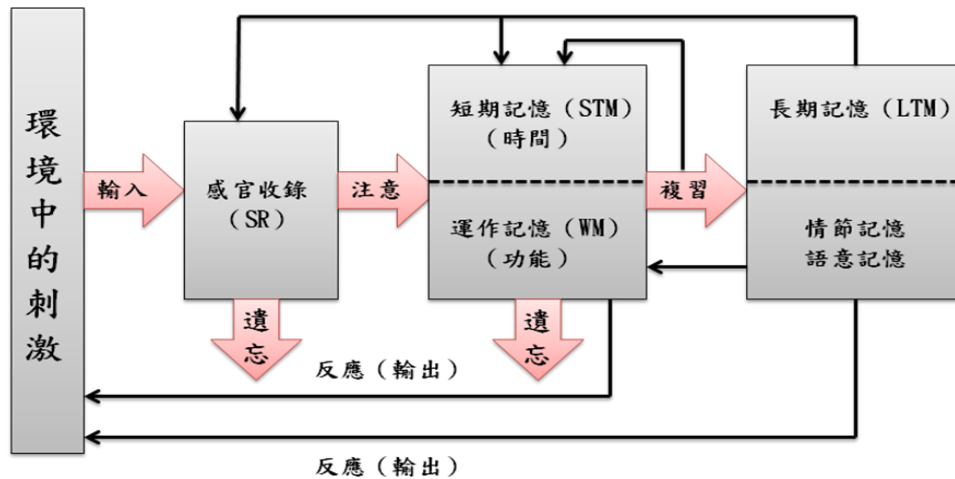 環境中的刺激
輸入
感官收錄
(SR)
遺忘
注意
短期記憶(STM)
(時間)
運作記憶(WM)
(功能)
遺忘
複習
長期記憶(LTM)
情節記憶
語意記憶
反應(輸出)
反應(輸出)